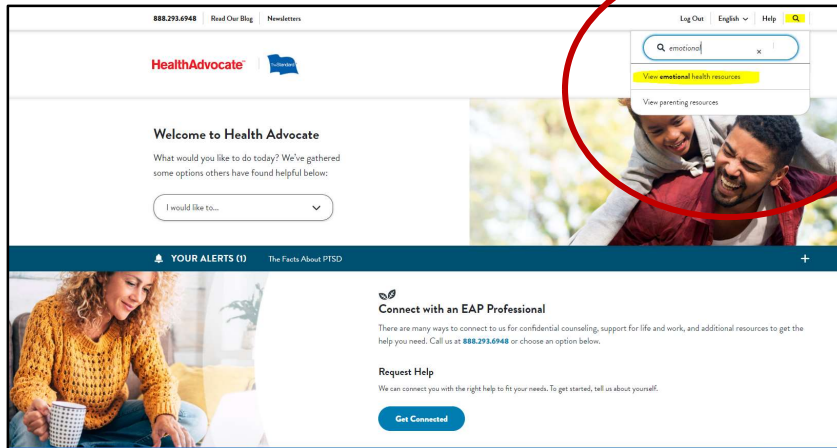 888.293.6948 Read Our Blog Newsletters Log Out English Help
emotional x
View emotional health resources
View parenting resources
HealthAdvocate™ TheStandard
Welcome to Health Advocate
What would you like to do today? We've gathered
some options others have found helpful below:
I would like to...
YOUR ALERTS (1) The Facts About PTSD +
Connect with an EAP Professional
There are many ways to connect to us for confidential counseling, support for life and work, and additional resources to get the
help you need. Call us at 888.293.6948 or choose an option below.
Request Help
We can connect you with the right help to fit your needs. To get started, tell us about yourself.
Get Connected